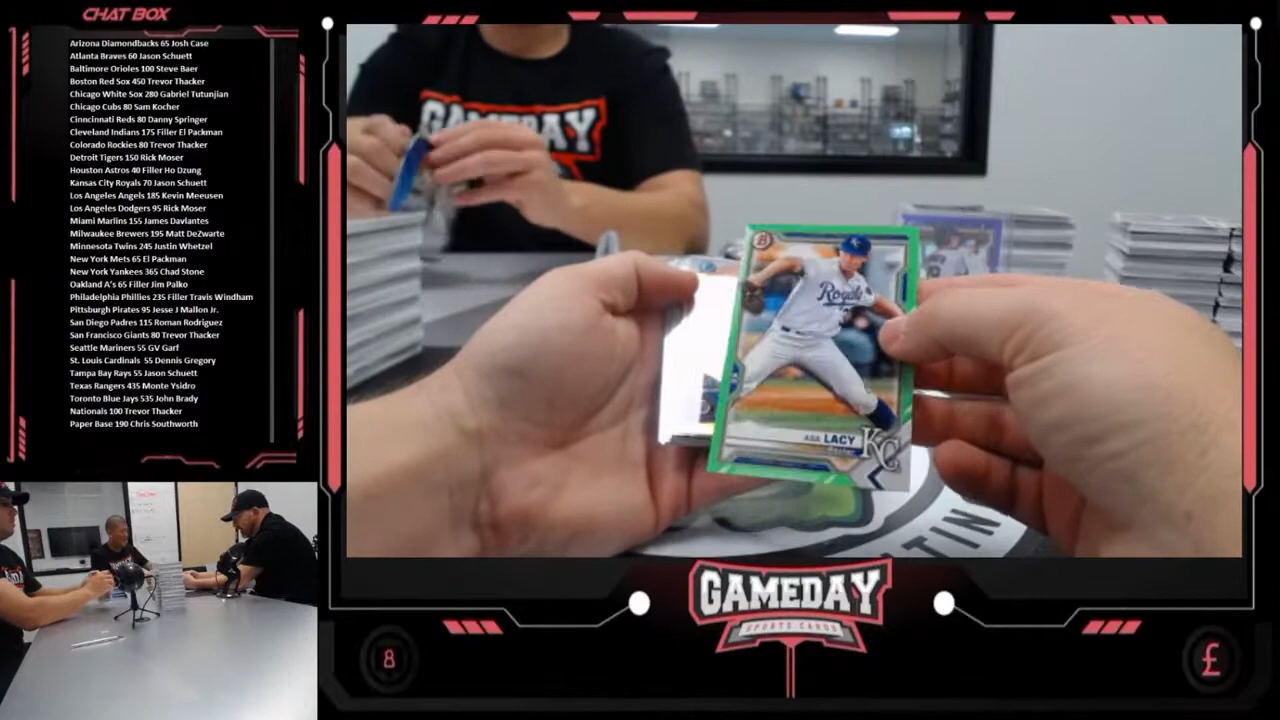 CHAT BOX
Arizona Diamondbacks 65 Josh Case
Atlanta Braves 60 Jason Schuett
Baltimore Orioles 100 Steve Baer
Boston Red Sox 450 Trevor Thacker
Chicago White Sox 280 Gabriel Tutunjian
Chicago Cubs 80 Sam Kocher
Cinncinnati Reds 80 Danny Springer
Cleveland Indians 175 Filler El Packman
Colorado Rockies 80 Trevor Thacker
Detroit Tigers 150 Rick Moser
Houston Astros 40 Filler Ho Dzung
Kansas City Royals 70 Jason Schuett
Los Angeles Angels 185 Kevin Meeusen
Los Angeles Dodgers 95 Rick Moser
Miami Marlins 155 James Davlantes
Milwaukee Brewers 195 Matt DeZwarte
Minnesota Twins 245 Justin Whetzel
New York Mets 65 El Packman
New York Yankees 365 Chad Stone
Oakland A's 65 Filler Jim Palko
Philadelphia Phillies 235 Filler Travis Windham
Pittsburgh Pirates 95 Jesse J Mallon Jr.
San Diego Padres 115 Roman Rodriguez
San Francisco Giants 80 Trevor Thacker
Seattle Mariners 55 GV Garf
St. Louis Cardinals 55 Dennis Gregory
Tampa Bay Rays 55 Jason Schuett
Texas Rangers 435 Monte Ysidro
Toronto Blue Jays 535 John Brady
Nationals 100 Trevor Thacker
Paper Base 190 Chris Southworth
GAMEDAY
Royals
ASA LACY
KC
TIN
GAMEDAY
SPORTS CARDS
8
£